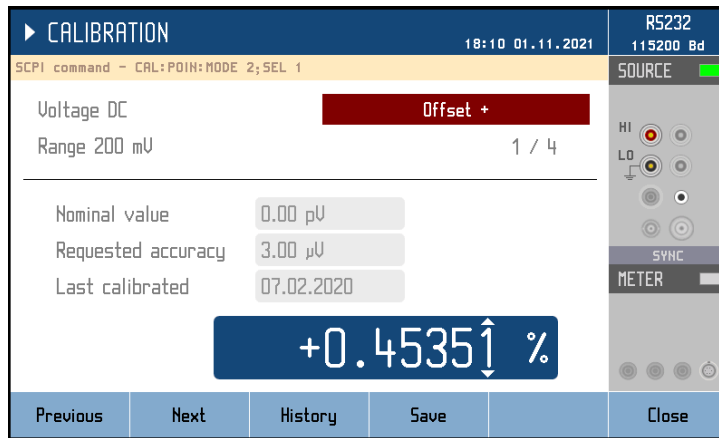 CALIBRATION
18:10 01.11.2021
RS232
115200 Bd
SCPI command - CAL:POIN:MODE 2;SEL 1
SOURCE
Voltage DC
Offset +
Range 200 mV
1 / 4
HI
LO
Nominal value
0.00 pV
Requested accuracy
3.00 µV
Last calibrated
07.02.2020
SYNC
METER
+0.45351 %
Previous
Next
History
Save
Close